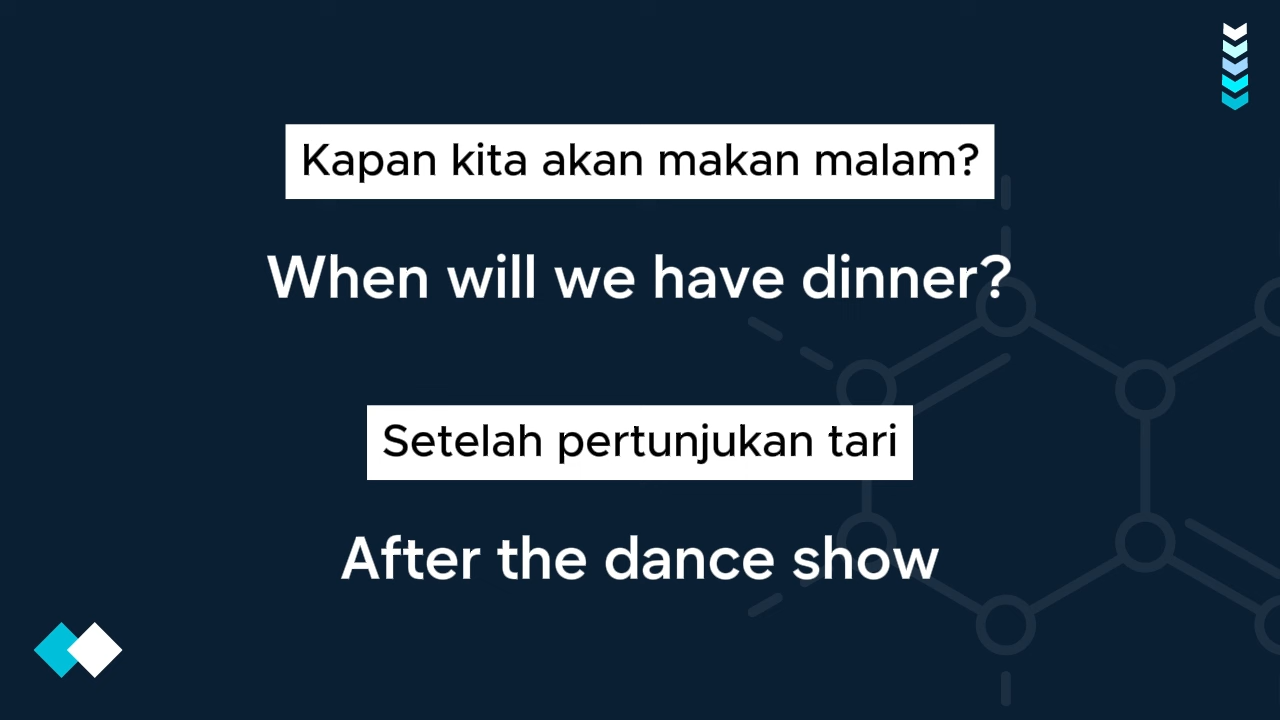 Kapan kita akan makan malam?
When will we have dinner?
Setelah pertunjukan tari
After the dance show